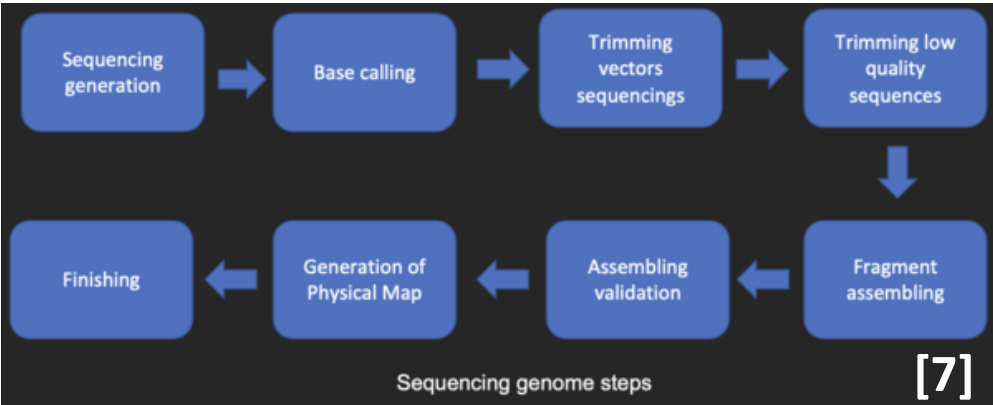 Sequencing
generation
Base calling
Trimming
vectors
sequencings
Trimming low
quality
sequences
Fragment
assembling
Assembling
validation
Generation of
Physical Map
Finishing
Sequencing genome steps
[7]